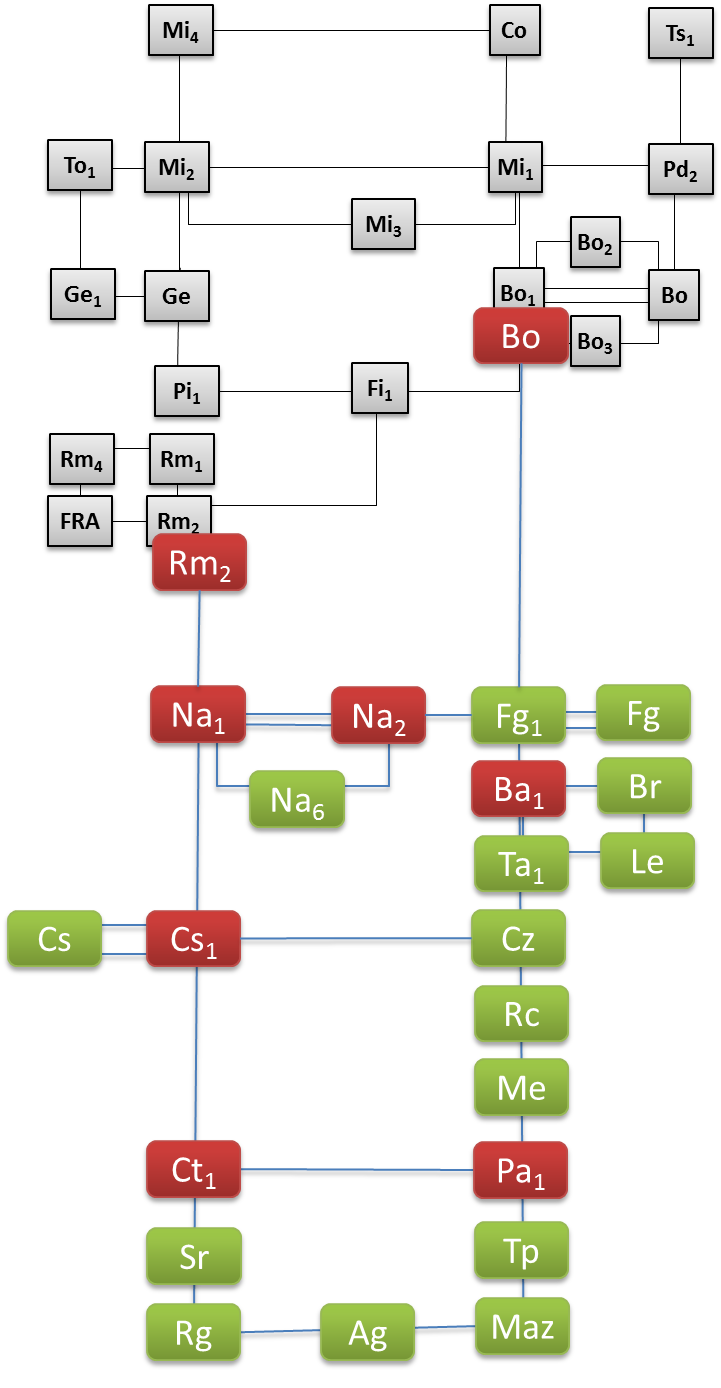 Mi₄ Co Ts₁
To₁ Mi₂ Mi₁ Pd₂
Mi₃
Bo₂
Ge₁ Ge Bo₁ Bo
Bo Bo₃
Pi₁ Fi₁
Rm₄ Rm₁
FRA Rm₂
Rm₂
Na₁ Na₂ Fg₁ Fg
Na₆ Ba₁ Br
Ta₁ Le
Cs Cs₁ Cz
Rc
Me
Ct₁ Pa₁
Sr Tp
Rg Ag Maz